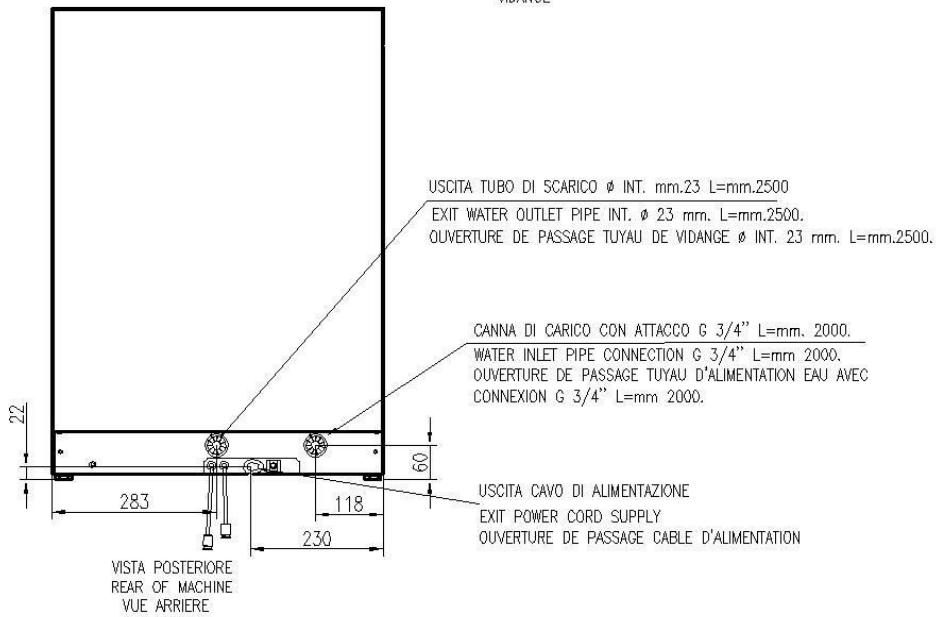 VIDANGE
USCITA TUBO DI SCARICO ø INT. mm.23 L=mm.2500
EXIT WATER OUTLET PIPE INT. ø 23 mm. L=mm.2500.
OUVERTURE DE PASSAGE TUYAU DE VIDANGE ø INT. 23 mm. L=mm.2500.
CANNA DI CARICO CON ATTACCO G 3/4" L=mm. 2000.
WATER INLET PIPE CONNECTION G 3/4" L=mm 2000.
OUVERTURE DE PASSAGE TUYAU D'ALIMENTATION EAU AVEC
CONNEXION G 3/4" L=mm 2000.
22
60
283
118
230
USCITA CAVO DI ALIMENTAZIONE
EXIT POWER CORD SUPPLY
OUVERTURE DE PASSAGE CABLE D'ALIMENTATION
VISTA POSTERIORE
REAR OF MACHINE
VUE ARRIERE